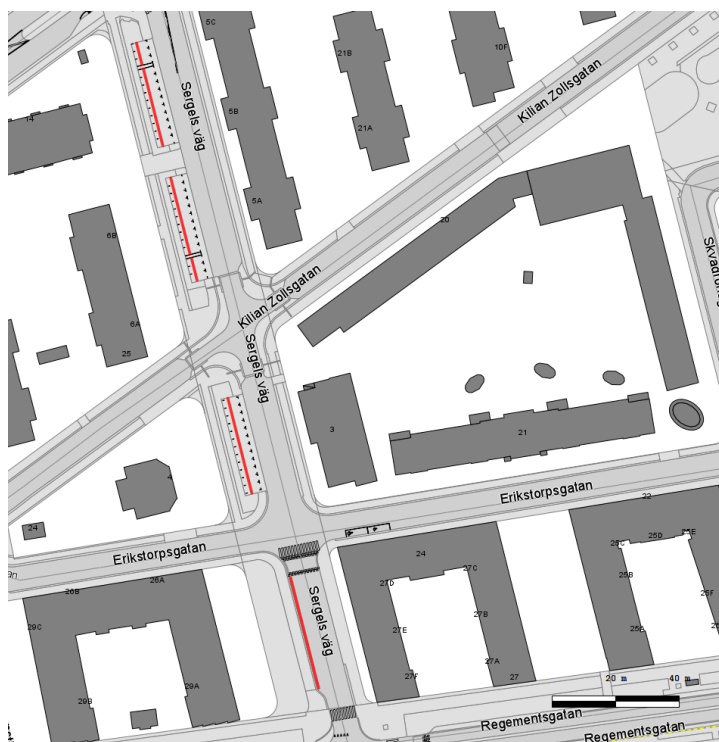 5C
21B
10F
Kilian Zollsgatan
Sergels väg
14
5B
21A
5A
20
6B
Skvadronsg
Kilian Zollsgatan
6A
25
Sergels väg
3
21
4
24
Erikstorpsgatan
22
Erikstorpsgatan
24
25C
25D
25E
26A
26B
27D
27C
25B
25F
Sergels väg
29C
27E
27B
25A
27A
29A
27F
27
20 m
40 m
29B
Regementsgatan
Regementsgatan